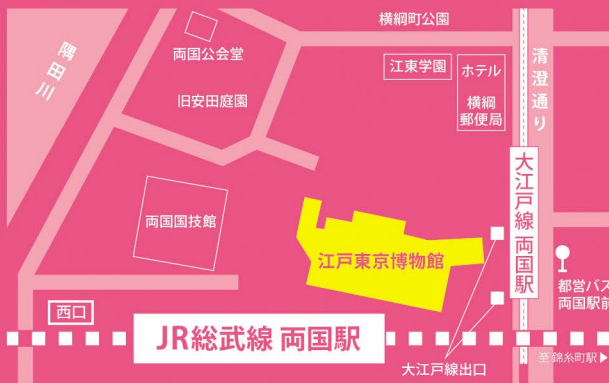 横綱町公園
隅田川
両国公会堂
旧安田庭園
江東学園
ホテル
横綱
郵便局
清澄通り
大江戸線 両国駅
両国国技館
江戸東京博物館
都営バス
両国駅前
西口
JR総武線 両国駅
大江戸線出口
至錦糸町駅▶